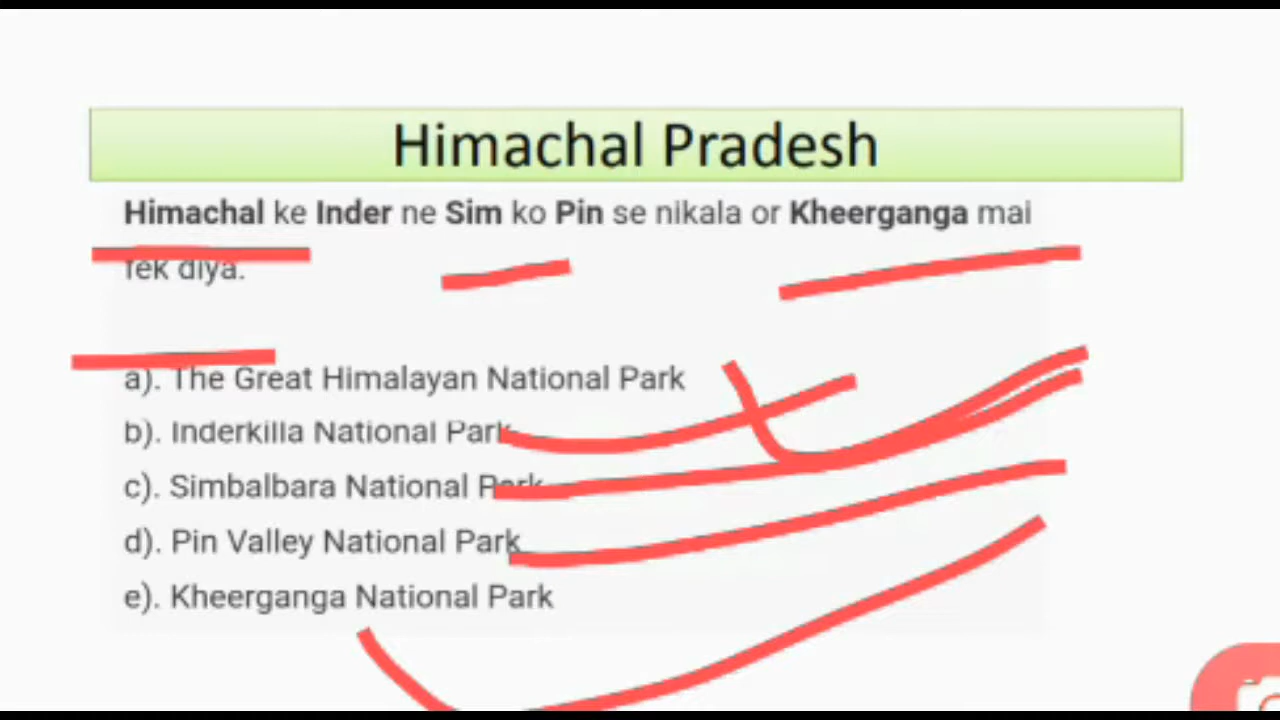 Himachal Pradesh
Himachal ke Inder ne Sim ko Pin se nikala or Kheerganga mai
fek diya.
a). The Great Himalayan National Park
b). Inderkilla National Park
c). Simbalbara National Park
d). Pin Valley National Park
e). Kheerganga National Park